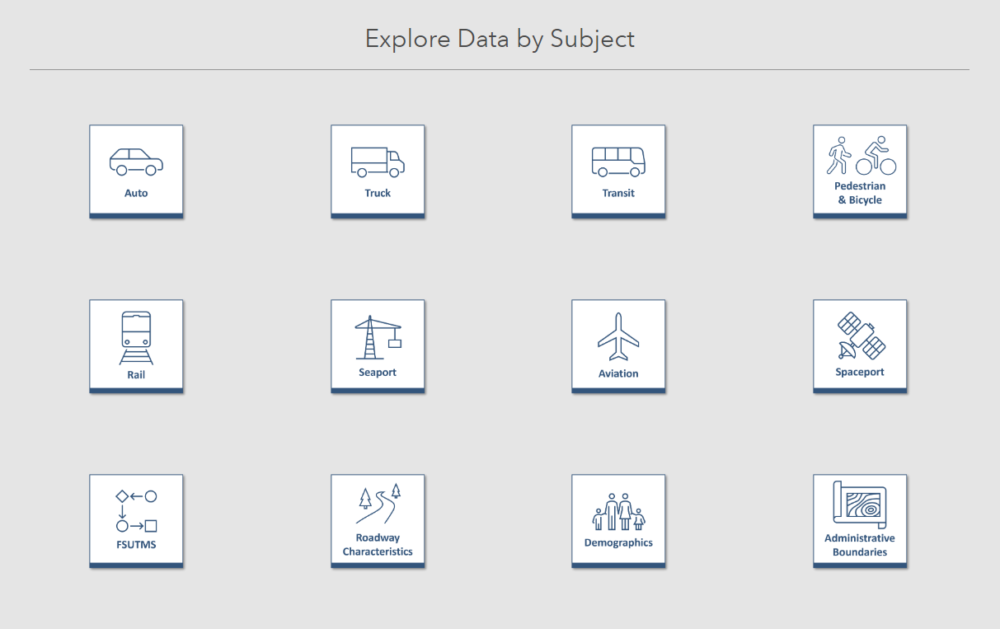 Explore Data by Subject
Auto
Truck
Transit
Pedestrian
& Bicycle
Rail
Seaport
Aviation
Spaceport
FSUTMS
Roadway
Characteristics
Demographics
Administrative
Boundaries